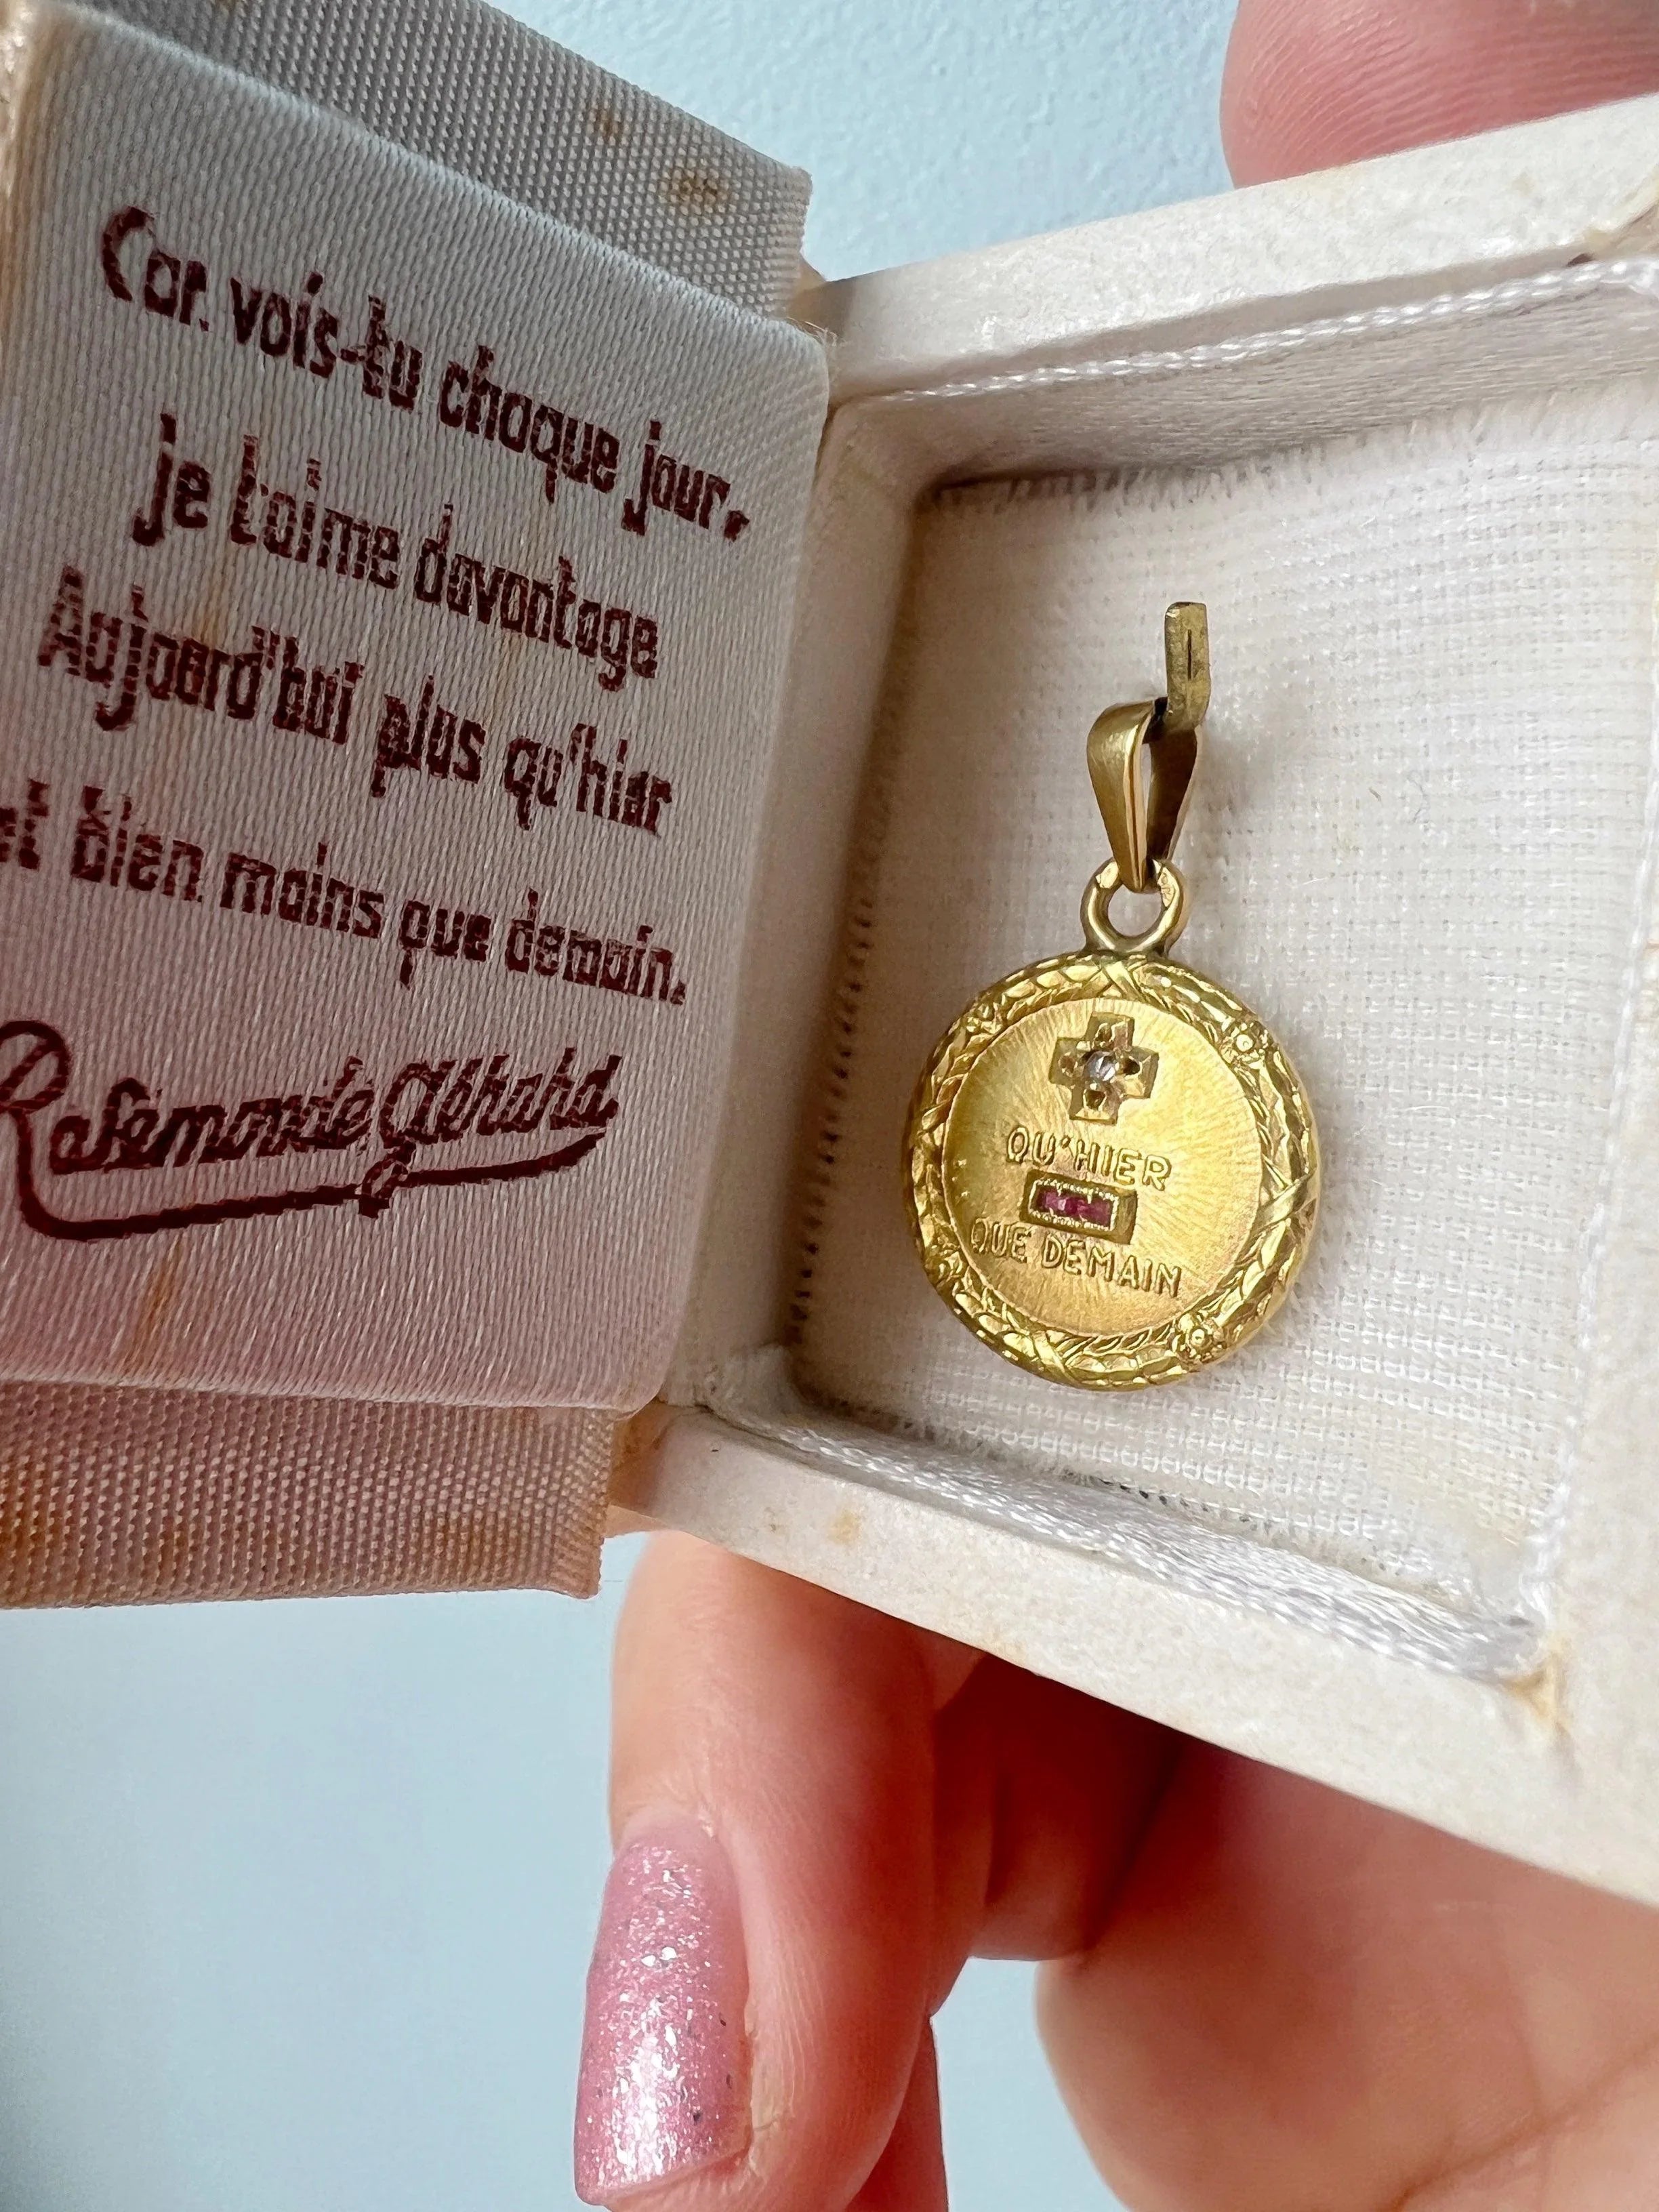 Car, vois-tu chaque jour,
je t'aime davantage
Aujourd'hui plus qu'hier
et bien moins que demain.
Rosemonde Gérard
+ QU'HIER
- QUE DEMAIN